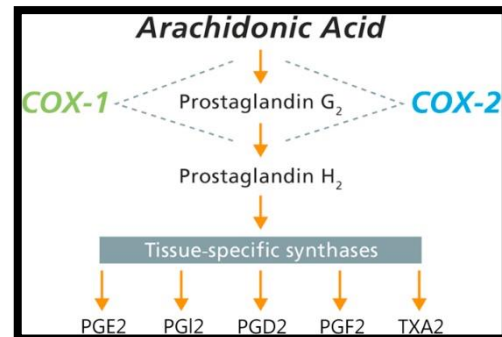 Arachidonic Acid
COX-1
Prostaglandin G₂
COX-2
Prostaglandin H₂
Tissue-specific synthases
PGE2 PGI2 PGD2 PGF2 TXA2